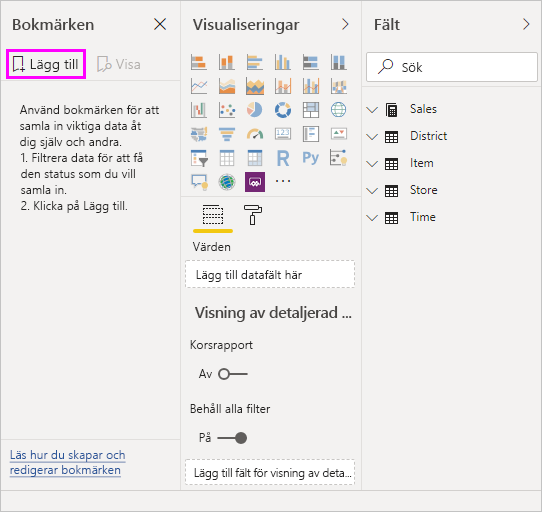 Bokmärken
Lägg till
Visa
Använd bokmärken för att
samla in viktiga data åt
dig själv och andra.
1. Filtrera data för att få
den status som du vill
samla in.
2. Klicka på Lägg till.
Läs hur du skapar och
redigerar bokmärken
Visualiseringar
123
R
Py
Värden
Lägg till datafält här
Visning av detaljerad ...
Korsrapport
Av
Behåll alla filter
På
Lägg till fält för visning av deta...
Fält
Sök
Sales
District
Item
Store
Time